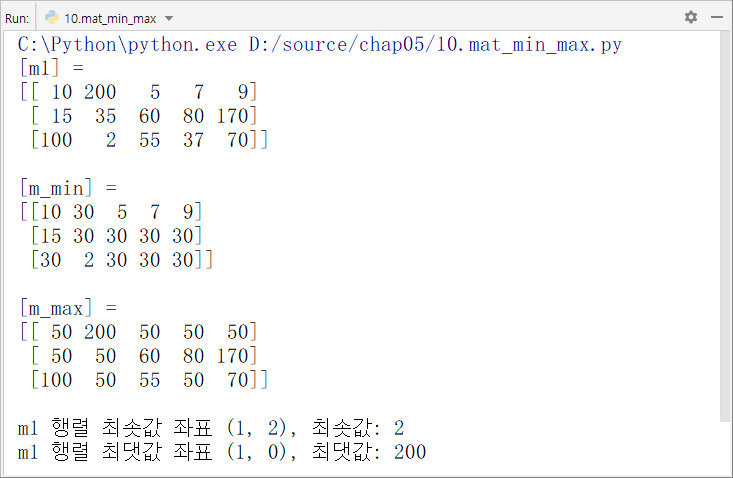 Run: 10.mat_min_max
C:\Python\python.exe D:/source/chap05/10.mat_min_max.py
[m1] =
[[ 10 200   5   7   9]
 [ 15  35  60  80 170]
 [100   2  55  37  70]]
[m_min] =
[[10 30  5  7  9]
 [15 30 30 30 30]
 [30  2 30 30 30]]
[m_max] =
[[ 50 200  50  50  50]
 [ 50  50  60  80 170]
 [100  50  55  50  70]]
m1 행렬 최솟값 좌표 (1, 2), 최솟값: 2
m1 행렬 최댓값 좌표 (1, 0), 최댓값: 200